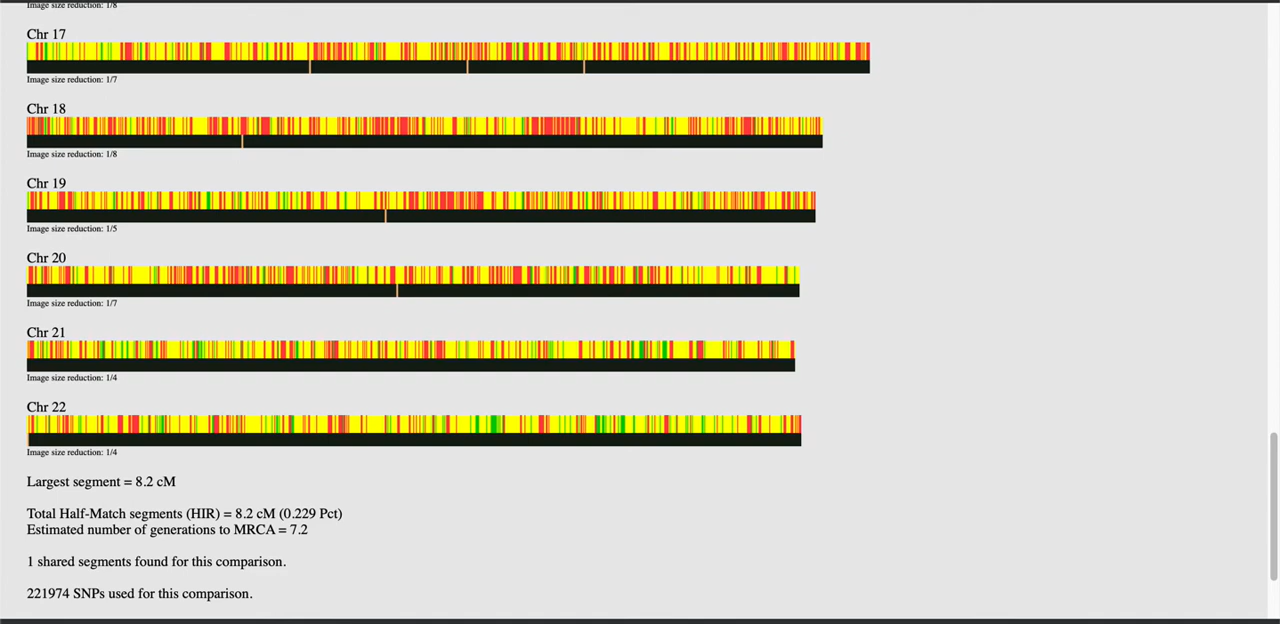 Image size reduction: 1/8
Chr 17
Image size reduction: 1/7
Chr 18
Image size reduction: 1/8
Chr 19
Image size reduction: 1/5
Chr 20
Image size reduction: 1/7
Chr 21
Image size reduction: 1/4
Chr 22
Image size reduction: 1/4
Largest segment = 8.2 cM
Total Half-Match segments (HIR) = 8.2 cM (0.229 Pct)
Estimated number of generations to MRCA = 7.2
1 shared segments found for this comparison.
221974 SNPs used for this comparison.